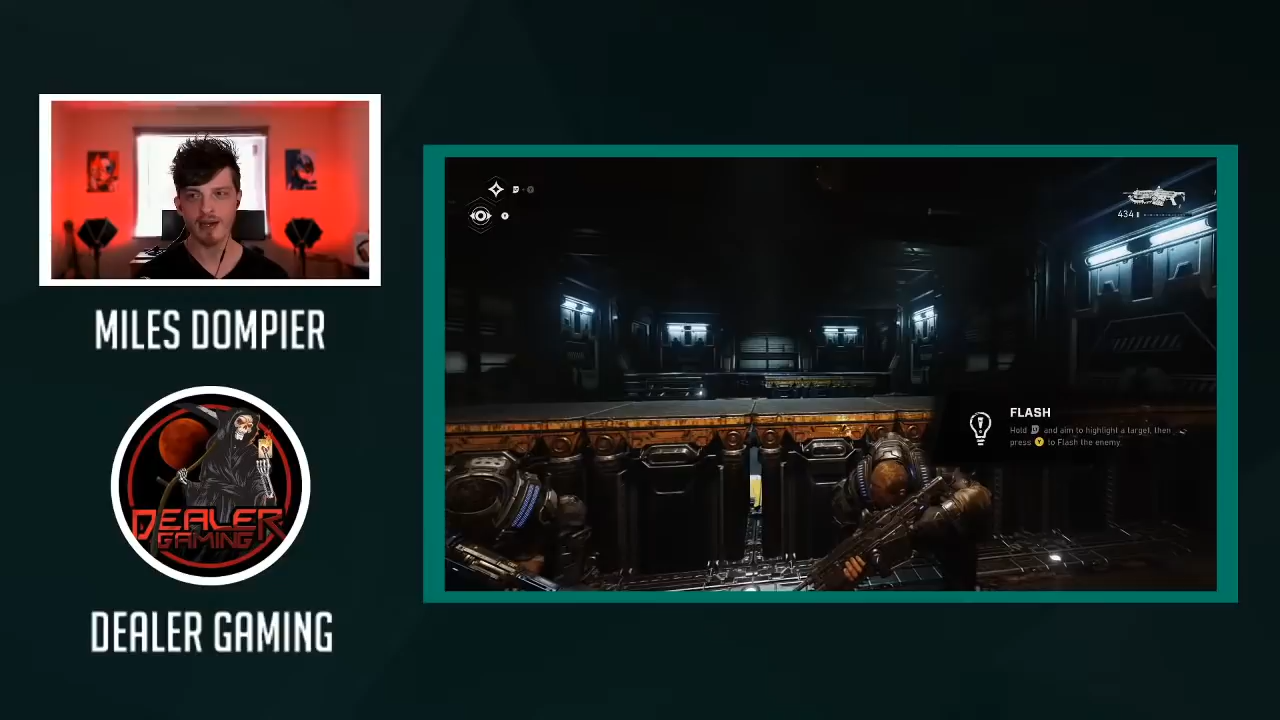 MILES DOMPIER
DEALER
GAMING
DEALER GAMING
434
FLASH
Hold and aim to highlight a target, then
press Y to Flash the enemy.